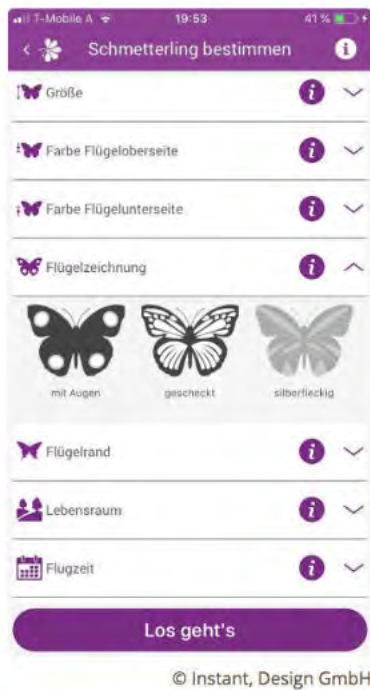 T-Mobile A 19:53 41 %
Schmetterling bestimmen i
Größe i
Farbe Flügeloberseite i
Farbe Flügelunterseite i
Flügelzeichnung i
mit Augen gescheckt silberfleckig
Flügelrand i
Lebensraum i
Flugzeit i
Los geht's
© Instant, Design GmbH